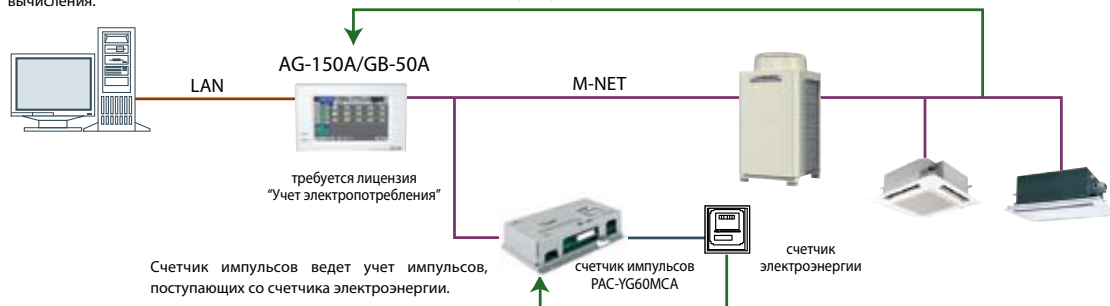 вычисления.
AG-150A/GB-50A
LAN
M-NET
требуется лицензия
"Учет электропотребления"
Счетчик импульсов ведет учет импульсов,
поступающих со счетчика электроэнергии.
счетчик импульсов
PAC-YG60MCA
счетчик
электроэнергии